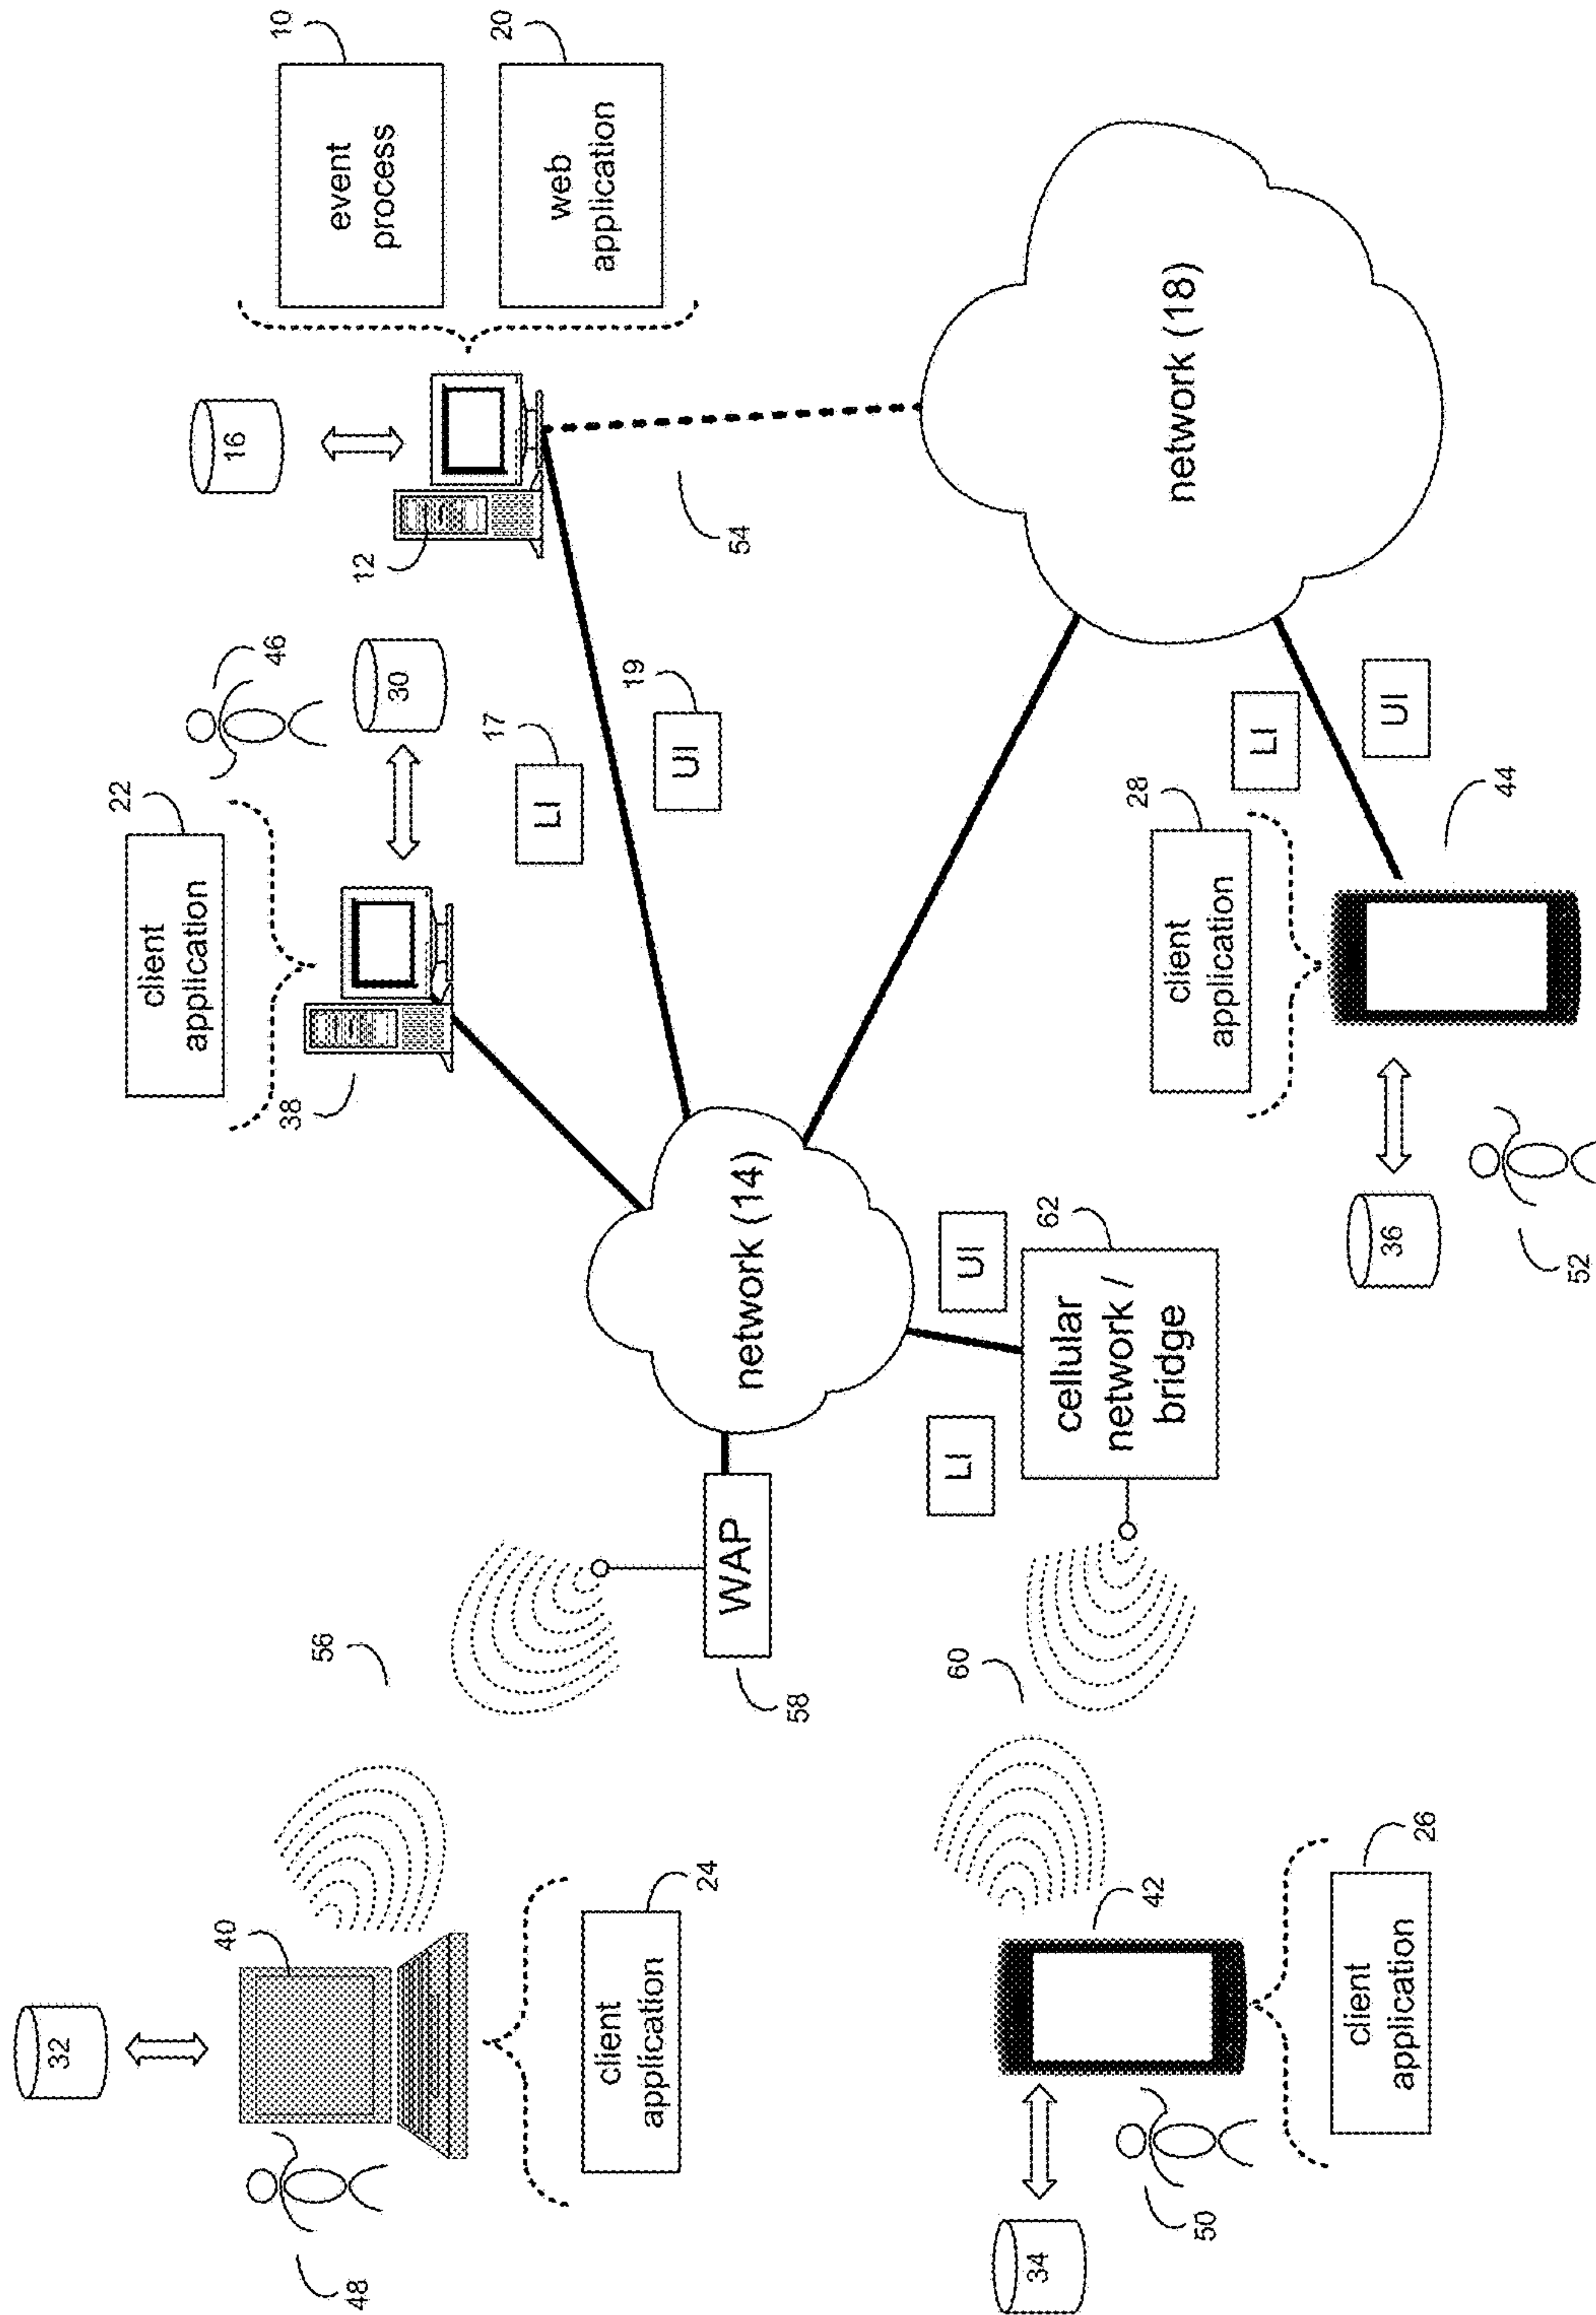 32
40
48
client
application
24
56
WAP
58
client
application
22
38
46
30
16
12
event
process
10
web
application
20
LI
17
UI
19
54
network (14)
network (18)
34
50
42
60
client
application
26
LI
UI
cellular
network /
bridge
62
36
52
client
application
28
LI
UI
44